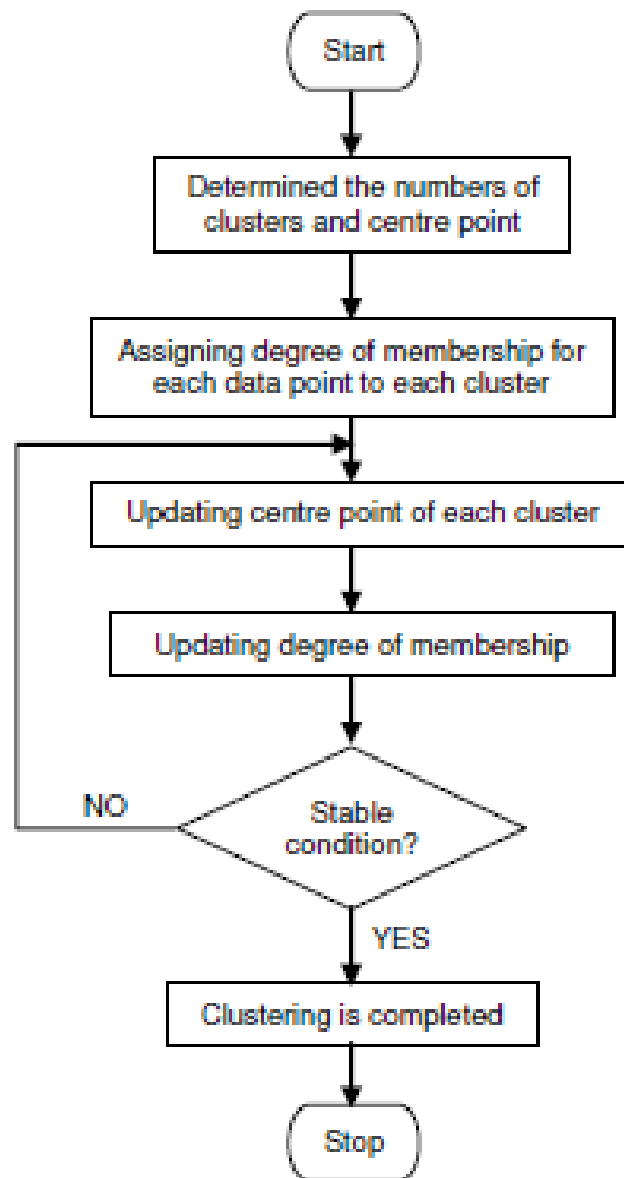 Start
Determined the numbers of
clusters and centre point
Assigning degree of membership for
each data point to each cluster
Updating centre point of each cluster
Updating degree of membership
Stable
condition?
NO
YES
Clustering is completed
Stop